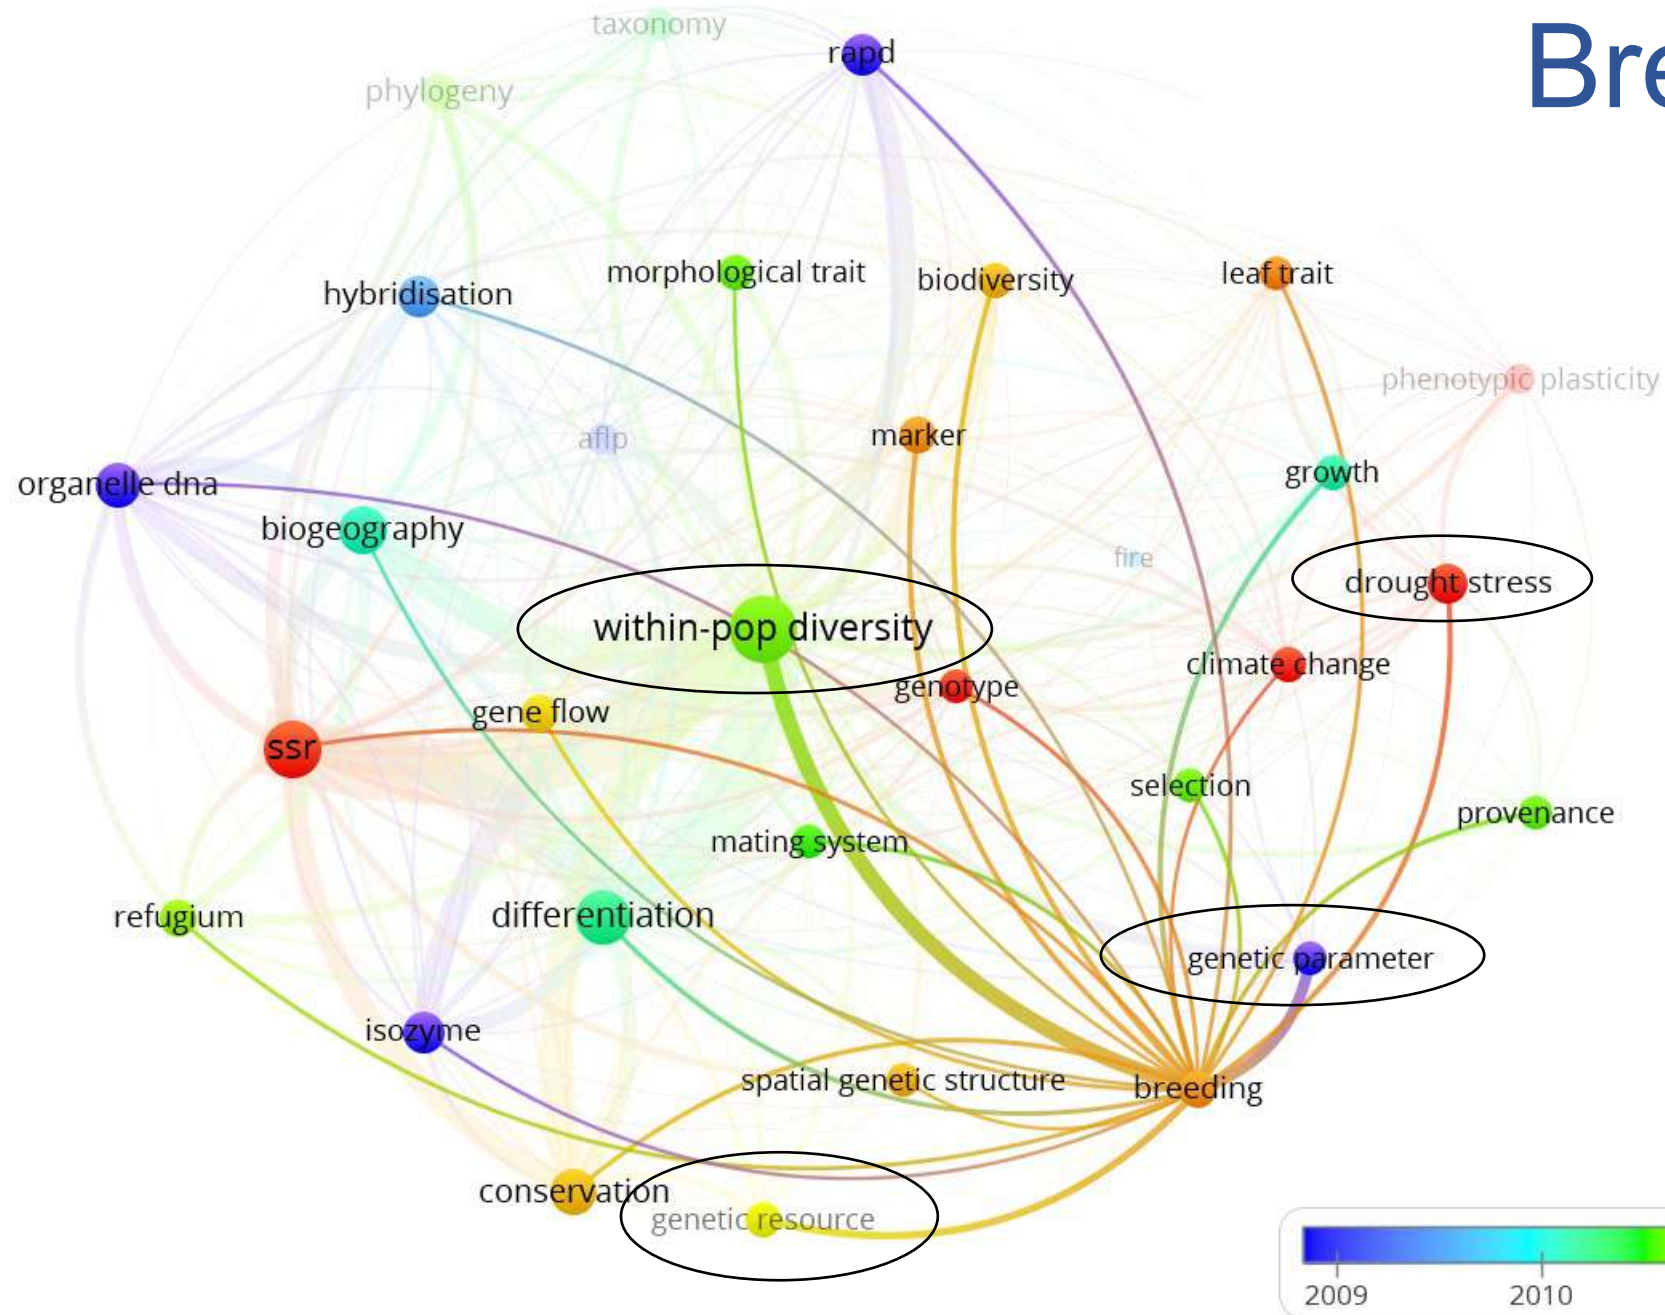 taxonomy
rapd
Bre
phylogeny
hybridisation
morphological trait
biodiversity
leaf trait
phenotypic plasticity
aflp
marker
growth
organelle dna
biogeography
fire
drought stress
within-pop diversity
climate change
genotype
gene flow
ssr
selection
provenance
mating system
refugium
differentiation
genetic parameter
isozyme
spatial genetic structure
breeding
conservation
genetic resource
2009
2010